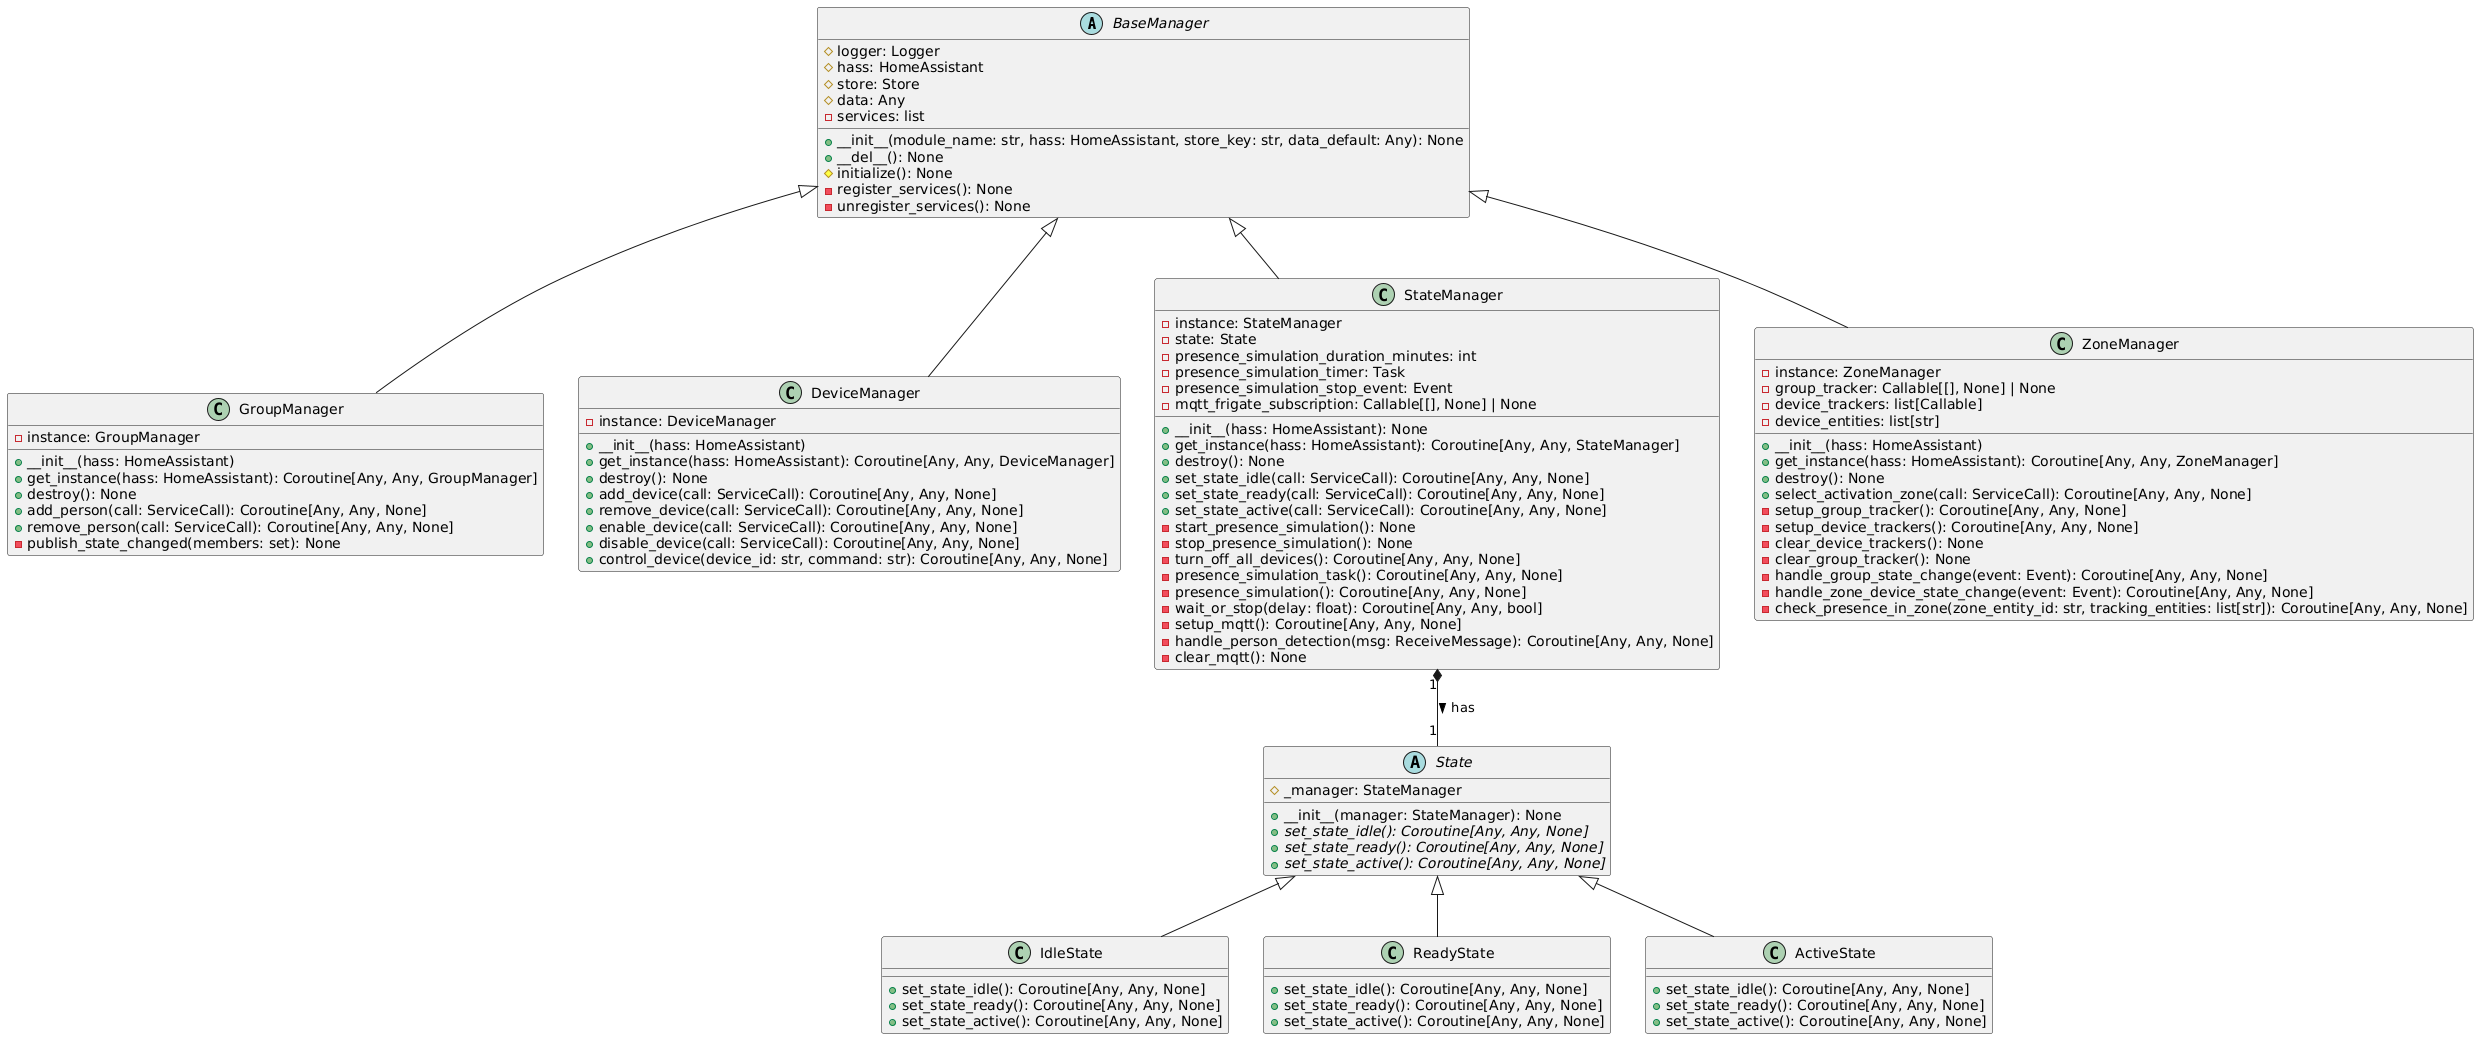 A BaseManager
logger: Logger
hass: HomeAssistant
store: Store
data: Any
services: list
__init__(module_name: str, hass: HomeAssistant, store_key: str, data_default: Any): None
__del__(): None
initialize(): None
register_services(): None
unregister_services(): None
C GroupManager
instance: GroupManager
__init__(hass: HomeAssistant)
get_instance(hass: HomeAssistant): Coroutine[Any, Any, GroupManager]
destroy(): None
add_person(call: ServiceCall): Coroutine[Any, Any, None]
remove_person(call: ServiceCall): Coroutine[Any, Any, None]
publish_state_changed(members: set): None
C DeviceManager
instance: DeviceManager
__init__(hass: HomeAssistant)
get_instance(hass: HomeAssistant): Coroutine[Any, Any, DeviceManager]
destroy(): None
add_device(call: ServiceCall): Coroutine[Any, Any, None]
remove_device(call: ServiceCall): Coroutine[Any, Any, None]
enable_device(call: ServiceCall): Coroutine[Any, Any, None]
disable_device(call: ServiceCall): Coroutine[Any, Any, None]
control_device(device_id: str, command: str): Coroutine[Any, Any, None]
C StateManager
instance: StateManager
state: State
presence_simulation_duration_minutes: int
presence_simulation_timer: Task
presence_simulation_stop_event: Event
mqtt_frigate_subscription: Callable[[], None] | None
__init__(hass: HomeAssistant): None
get_instance(hass: HomeAssistant): Coroutine[Any, Any, StateManager]
destroy(): None
set_state_idle(call: ServiceCall): Coroutine[Any, Any, None]
set_state_ready(call: ServiceCall): Coroutine[Any, Any, None]
set_state_active(call: ServiceCall): Coroutine[Any, Any, None]
start_presence_simulation(): None
stop_presence_simulation(): None
turn_off_all_devices(): Coroutine[Any, Any, None]
presence_simulation_task(): Coroutine[Any, Any, None]
presence_simulation(): Coroutine[Any, Any, None]
wait_or_stop(delay: float): Coroutine[Any, Any, bool]
setup_mqtt(): Coroutine[Any, Any, None]
handle_person_detection(msg: ReceiveMessage): Coroutine[Any, Any, None]
clear_mqtt(): None
C ZoneManager
instance: ZoneManager
group_tracker: Callable[[], None] | None
device_trackers: list[Callable]
device_entities: list[str]
__init__(hass: HomeAssistant)
get_instance(hass: HomeAssistant): Coroutine[Any, Any, ZoneManager]
destroy(): None
select_activation_zone(call: ServiceCall): Coroutine[Any, Any, None]
setup_group_tracker(): Coroutine[Any, Any, None]
setup_device_trackers(): Coroutine[Any, Any, None]
clear_device_trackers(): None
clear_group_tracker(): None
handle_group_state_change(event: Event): Coroutine[Any, Any, None]
handle_zone_device_state_change(event: Event): Coroutine[Any, Any, None]
check_presence_in_zone(zone_entity_id: str, tracking_entities: list[str]): Coroutine[Any, Any, None]
1
has
1
A State
_manager: StateManager
__init__(manager: StateManager): None
set_state_idle(): Coroutine[Any, Any, None]
set_state_ready(): Coroutine[Any, Any, None]
set_state_active(): Coroutine[Any, Any, None]
C IdleState
set_state_idle(): Coroutine[Any, Any, None]
set_state_ready(): Coroutine[Any, Any, None]
set_state_active(): Coroutine[Any, Any, None]
C ReadyState
set_state_idle(): Coroutine[Any, Any, None]
set_state_ready(): Coroutine[Any, Any, None]
set_state_active(): Coroutine[Any, Any, None]
C ActiveState
set_state_idle(): Coroutine[Any, Any, None]
set_state_ready(): Coroutine[Any, Any, None]
set_state_active(): Coroutine[Any, Any, None]